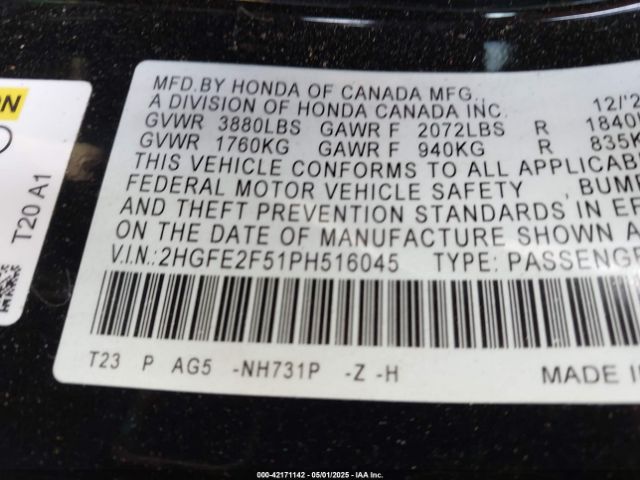 ON
T20 A1
MFD.BY HONDA OF CANADA MFG.,
A DIVISION OF HONDA CANADA INC. 12/'2
GVWR 3880LBS GAWR F 2072LBS R 1840
GVWR 1760KG GAWR F 940KG R 835K
THIS VEHICLE CONFORMS TO ALL APPLICAB
FEDERAL MOTOR VEHICLE SAFETY , BUM
AND THEFT PREVENTION STANDARDS IN E
ON THE DATE OF MANUFACTURE SHOWN A
V.I.N.:2HGFE2F51PH516045 TYPE: PASSENGE
T23 P AG5 -NH731P -Z -H MADE I
000-42171142 - 05/01/2025 - IAA Inc.